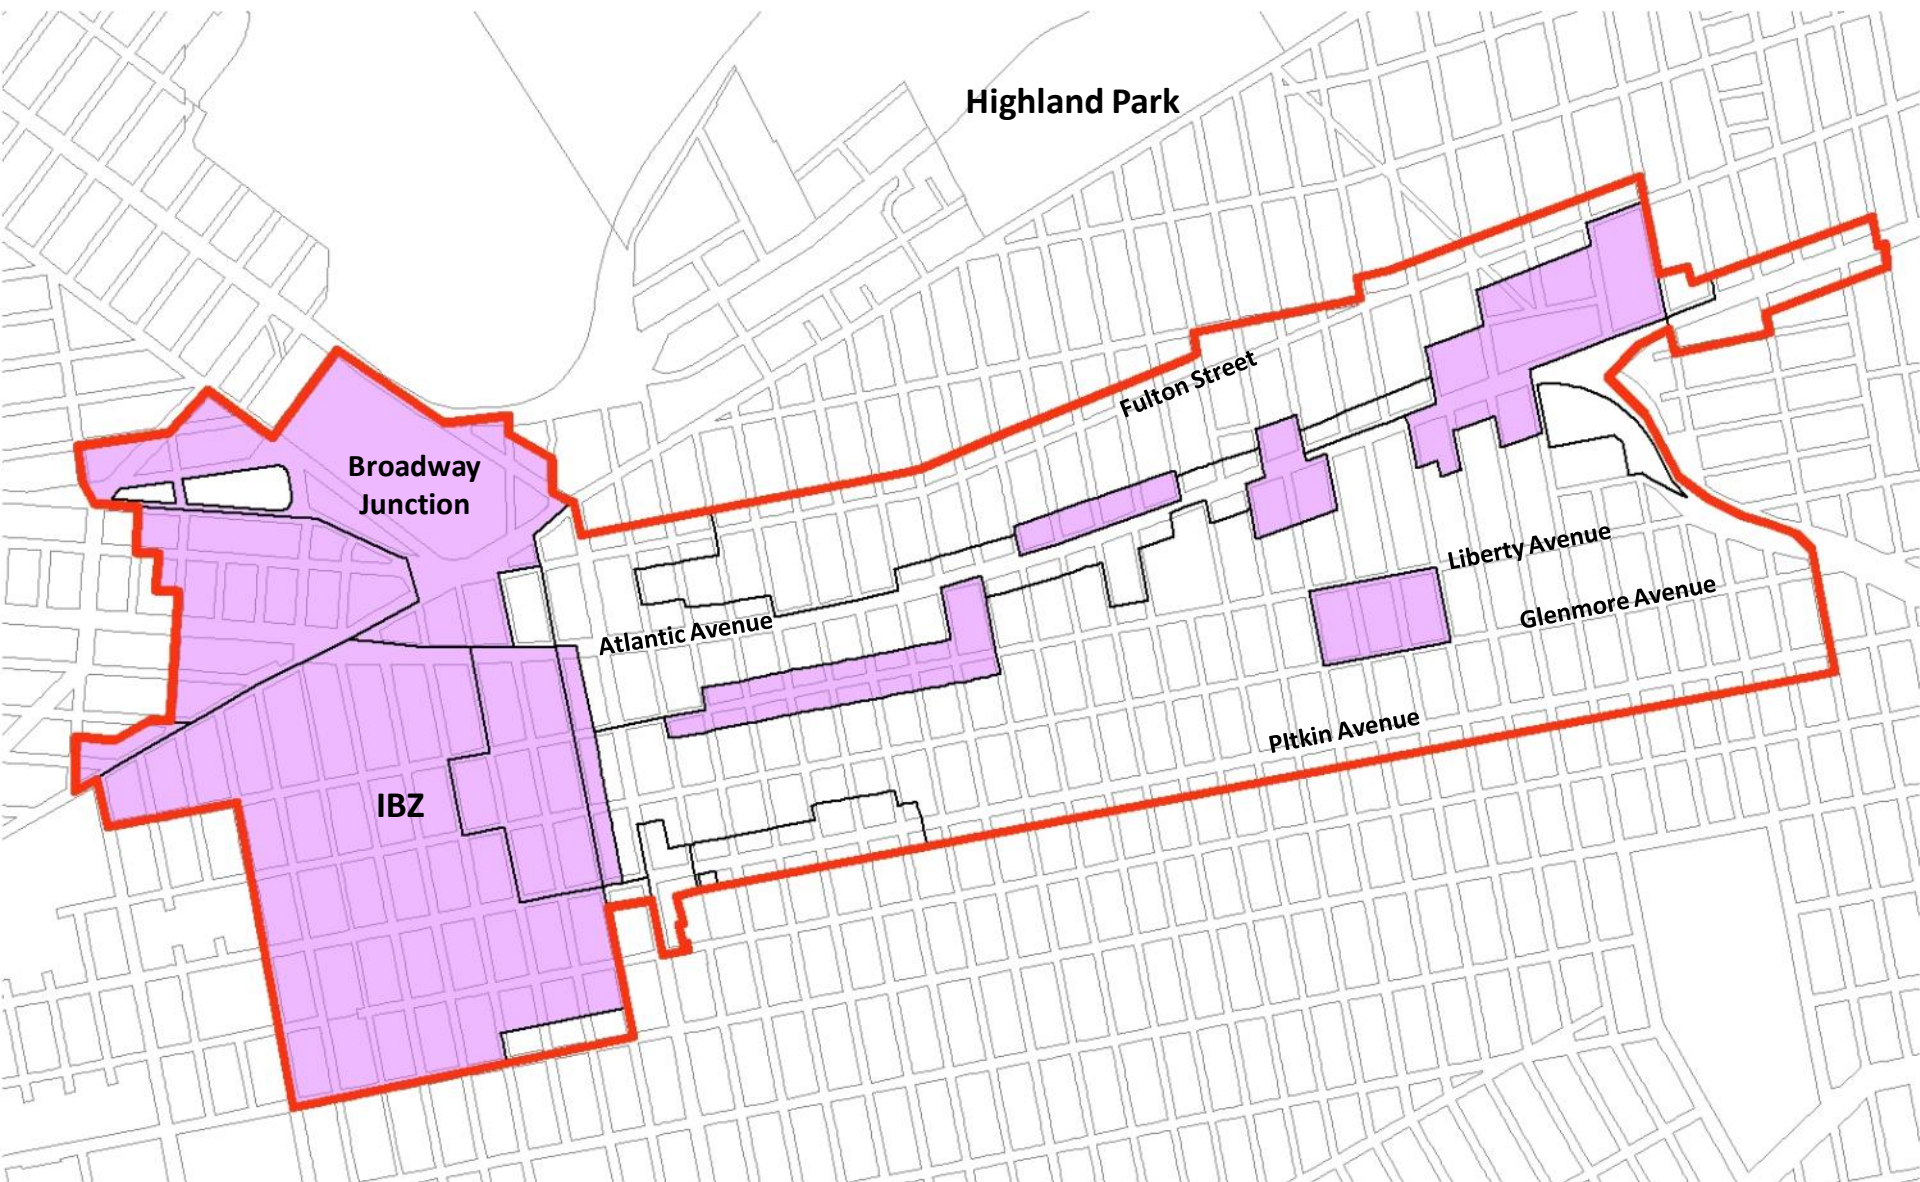 Highland Park
Fulton Street
Broadway
Junction
Liberty Avenue
Glenmore Avenue
Atlantic Avenue
PItkin Avenue
IBZ